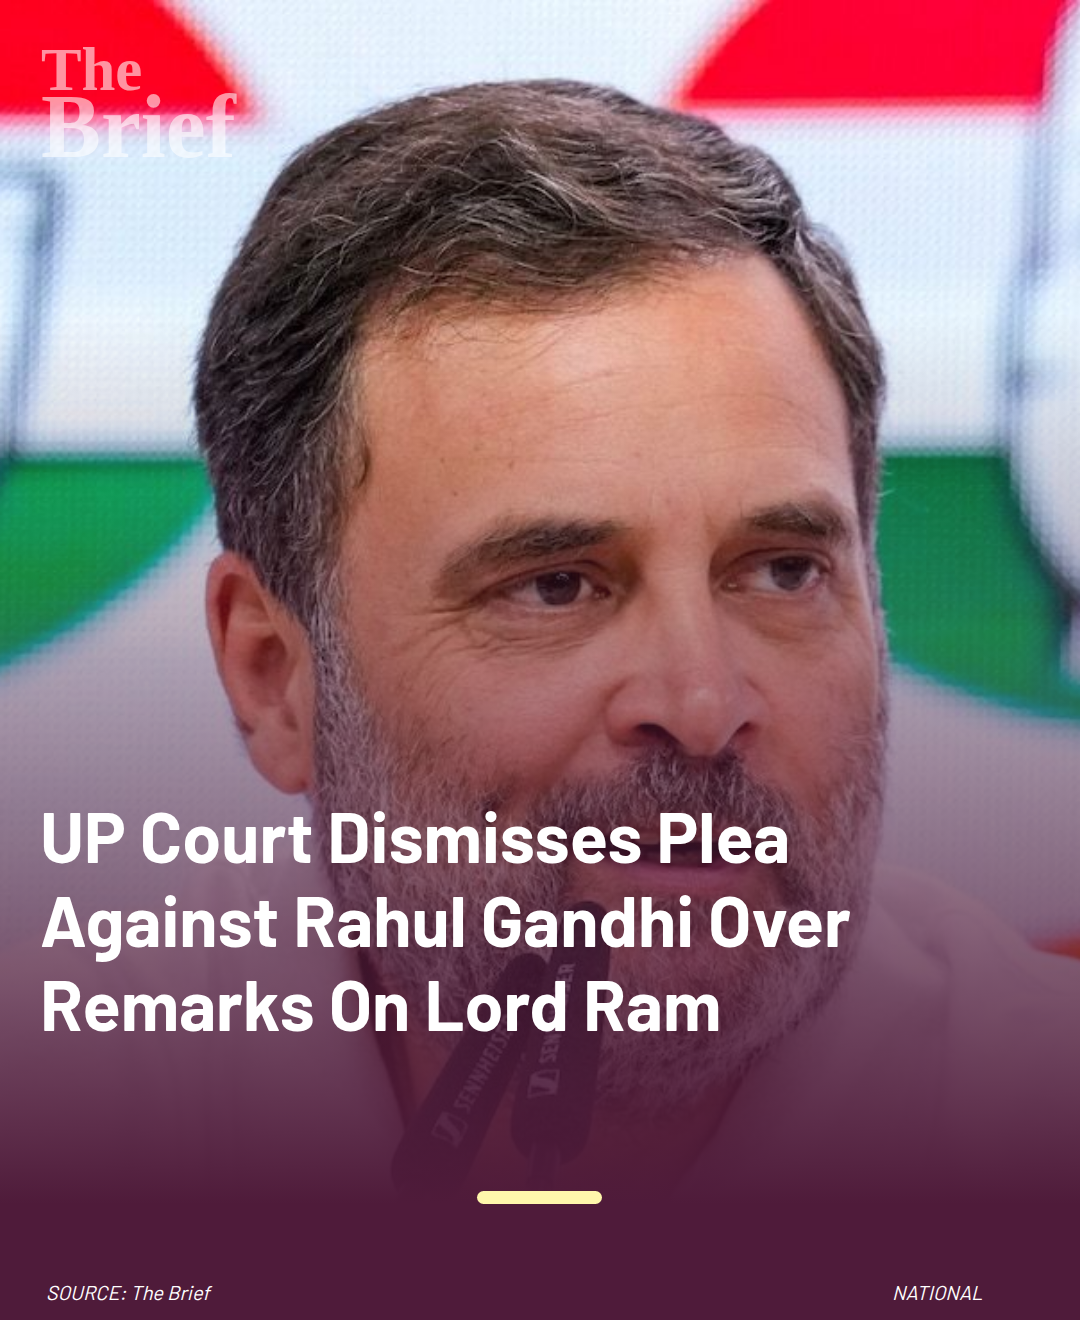 The
Brief
UP Court Dismisses Plea
Against Rahul Gandhi Over
Remarks On Lord Ram
SENNHEISER
SENNHEISER
SOURCE: The Brief
NATIONAL